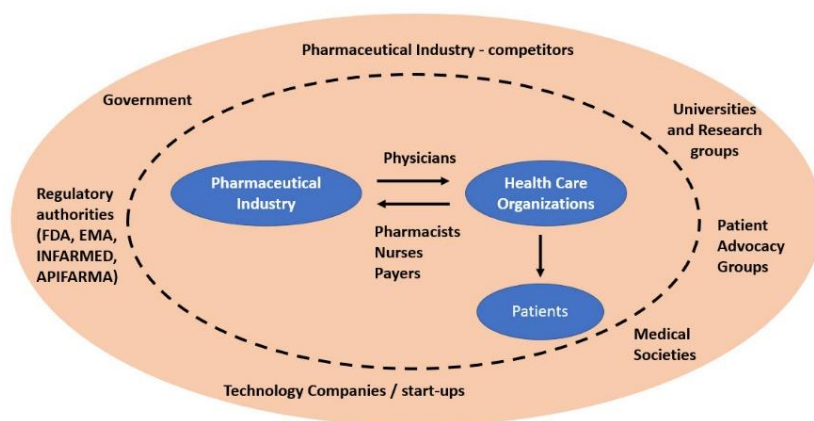 Pharmaceutical Industry - competitors
Government
Universities
and Research
groups
Physicians
Pharmaceutical
Industry
Health Care
Organizations
Regulatory
authorities
(FDA, EMA,
INFARMED,
APIFARMA)
Pharmacists
Nurses
Payers
Patient
Advocacy
Groups
Patients
Medical
Societies
Technology Companies / start-ups